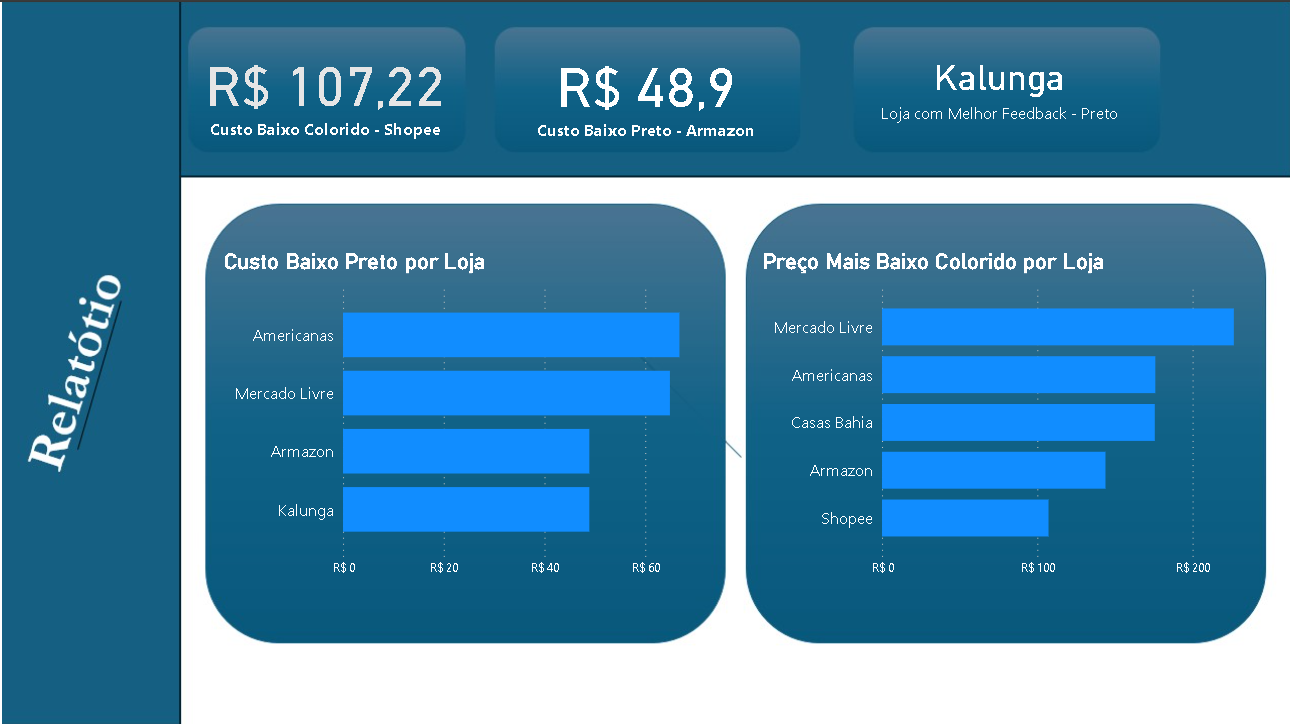 R$ 107,22
Custo Baixo Colorido - Shopee
R$ 48,9
Custo Baixo Preto - Armazon
Kalunga
Loja com Melhor Feedback - Preto
Relatótio
Custo Baixo Preto por Loja
Americanas
Mercado Livre
Armazon
Kalunga
R$ 0
R$ 20
R$ 40
R$ 60
Preço Mais Baixo Colorido por Loja
Mercado Livre
Americanas
Casas Bahia
Armazon
Shopee
R$ 0
R$ 100
R$ 200